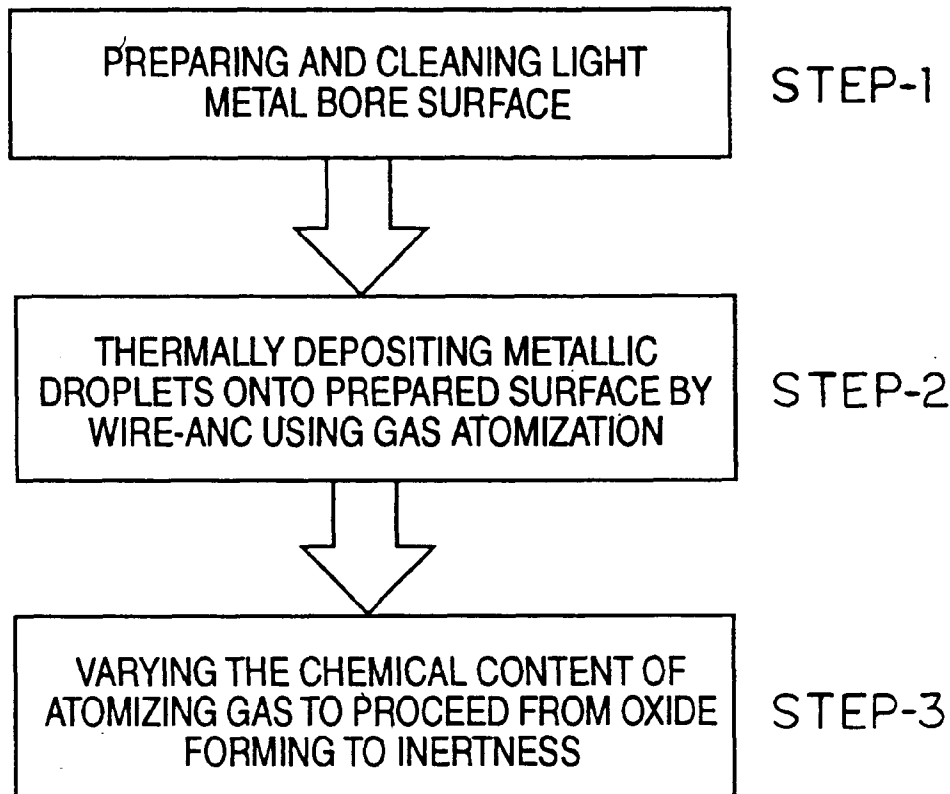 PREPARING AND CLEANING LIGHT
METAL BORE SURFACE
STEP-1
THERMALLY DEPOSITING METALLIC
DROPLETS ONTO PREPARED SURFACE BY
WIRE-ANC USING GAS ATOMIZATION
STEP-2
VARYING THE CHEMICAL CONTENT OF
ATOMIZING GAS TO PROCEED FROM OXIDE
FORMING TO INERTNESS
STEP-3